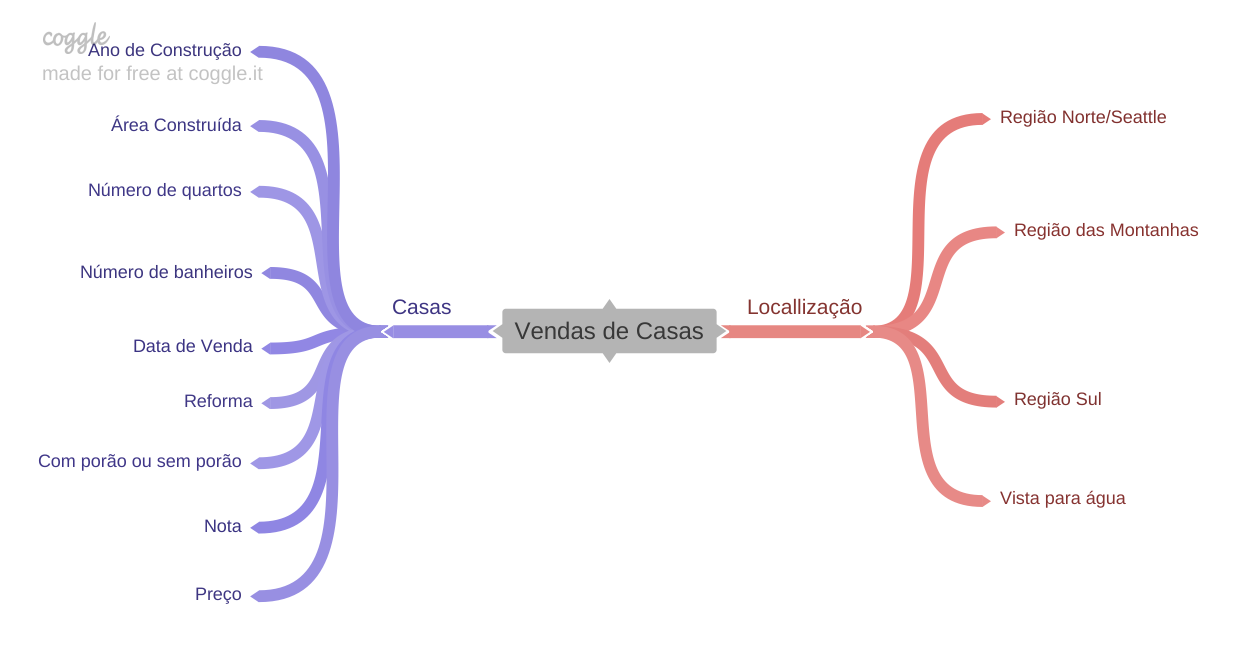 coggle
made for free at coggle.it
Ano de Construção
Área Construída
Número de quartos
Número de banheiros
Data de Venda
Reforma
Com porão ou sem porão
Nota
Preço
Casas
Vendas de Casas
Locallização
Região Norte/Seattle
Região das Montanhas
Região Sul
Vista para água